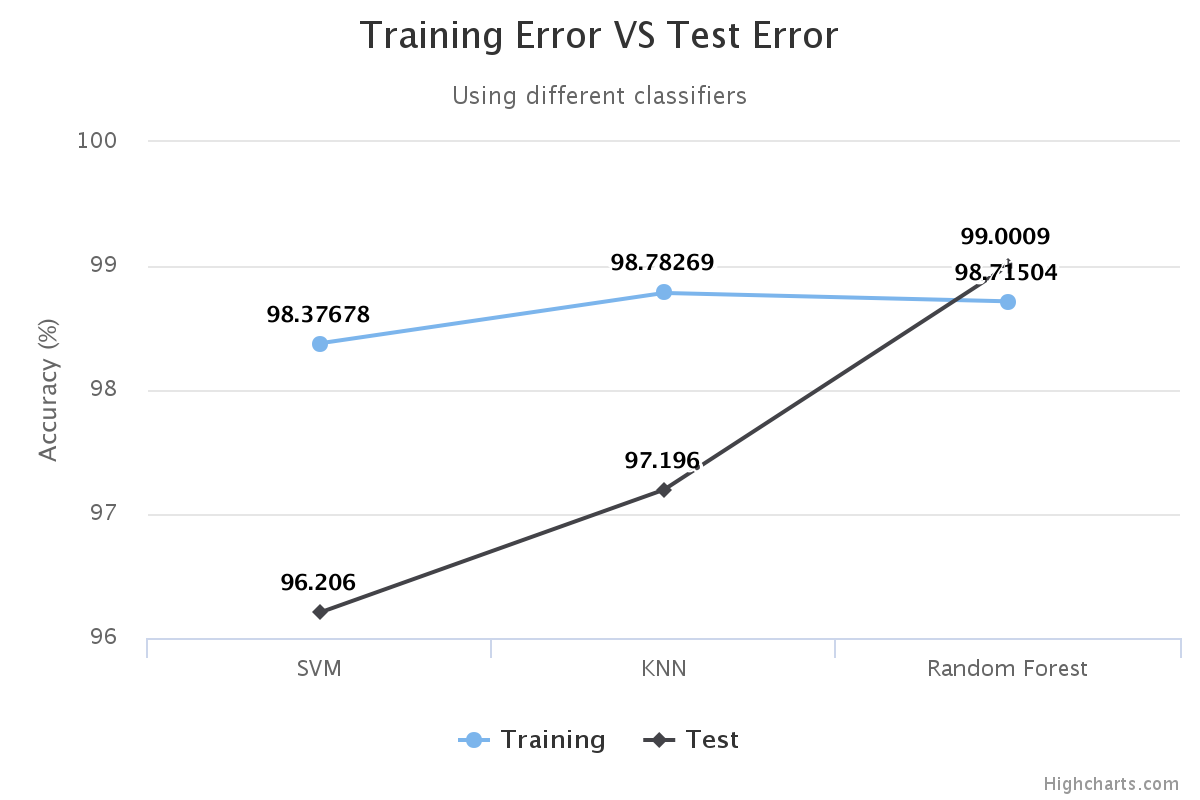 Training Error VS Test Error
Using different classifiers
100
99
98
97
96
Accuracy (%)
98.37678
98.78269
98.71504
96.206
97.196
99.0009
SVM
KNN
Random Forest
Training
Test
Highcharts.com